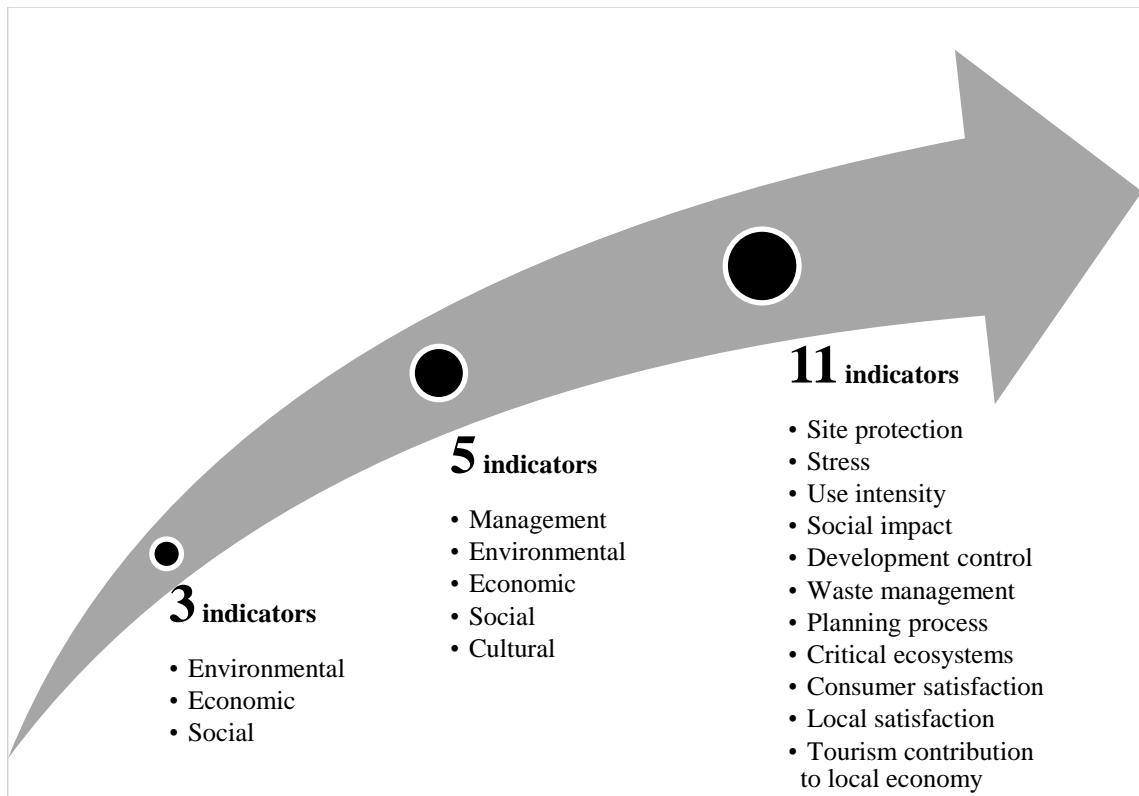 3 indicators
• Environmental
• Economic
• Social
5 indicators
• Management
• Environmental
• Economic
• Social
• Cultural
11 indicators
• Site protection
• Stress
• Use intensity
• Social impact
• Development control
• Waste management
• Planning process
• Critical ecosystems
• Consumer satisfaction
• Local satisfaction
• Tourism contribution
to local economy